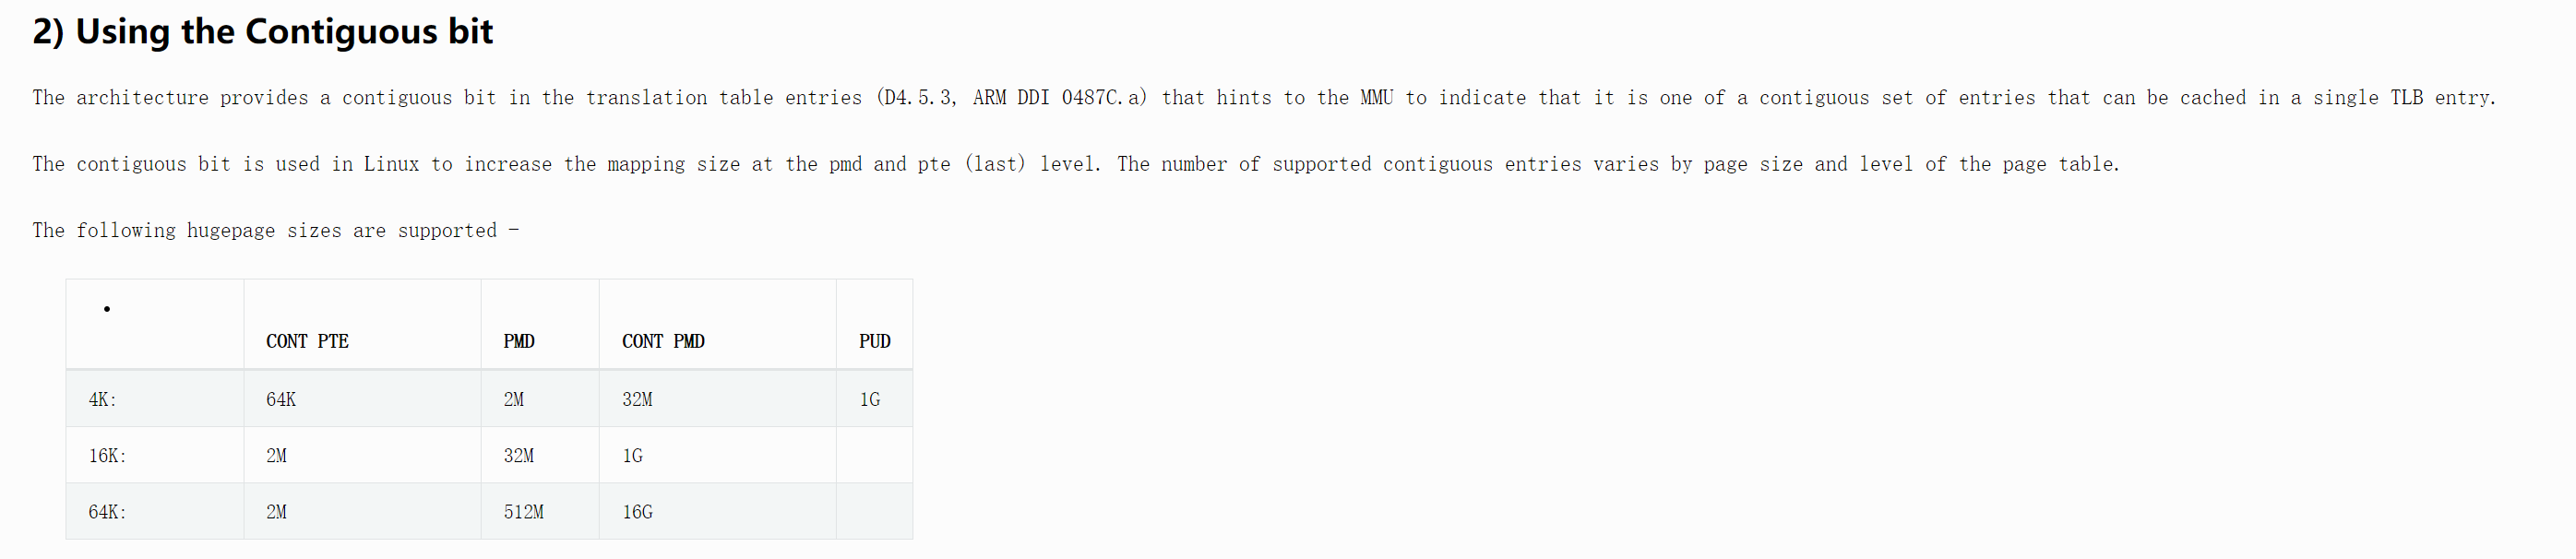 2) Using the Contiguous bit
The architecture provides a contiguous bit in the translation table entries (D4.5.3, ARM DDI 0487C.a) that hints to the MMU to indicate that it is one of a contiguous set of entries that can be cached in a single TLB entry.
The contiguous bit is used in Linux to increase the mapping size at the pmd and pte (last) level. The number of supported contiguous entries varies by page size and level of the page table.
The following hugepage sizes are supported -
• CONT PTE PMD CONT PMD PUD
4K: 64K 2M 32M 1G
16K: 2M 32M 1G
64K: 2M 512M 16G